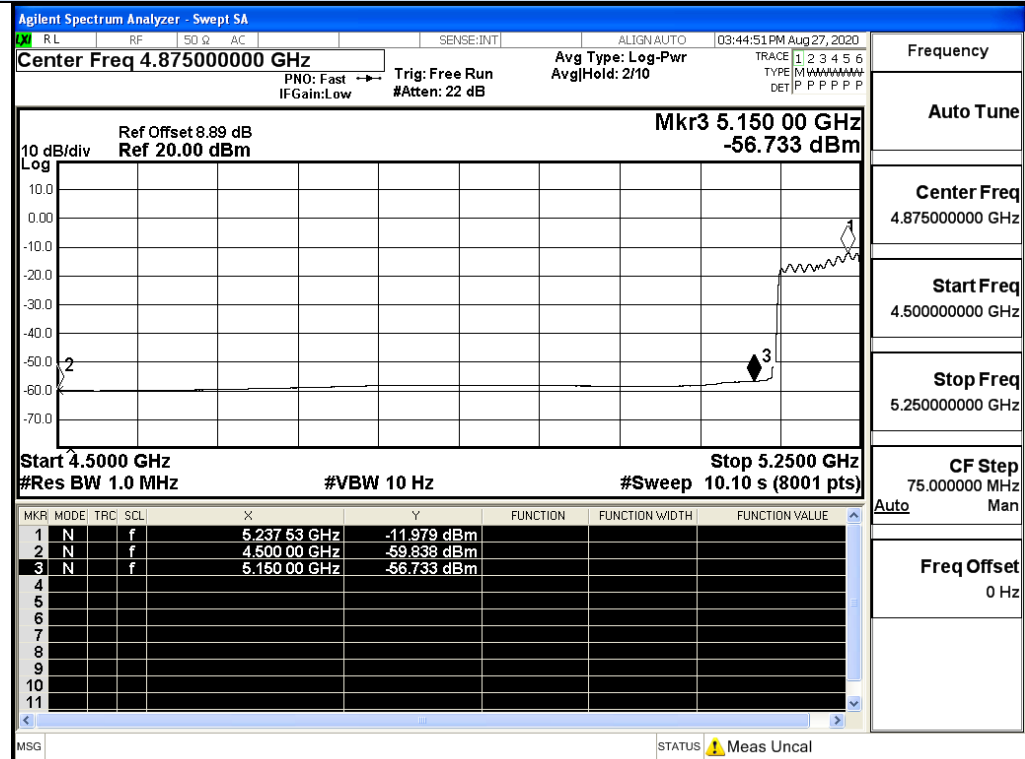 Agilent Spectrum Analyzer - Swept SA
LXI RL RF 50 Ω AC SENSE:INT ALIGN AUTO 03:44:51 PM Aug 27, 2020
Center Freq 4.875000000 GHz
PNO: Fast
IFGain:Low
Trig: Free Run
#Atten: 22 dB
Avg Type: Log-Pwr
Avg|Hold: 2/10
TRACE 1 2 3 4 5 6
TYPE M WWWWW
DET P P P P P P
Mkr3 5.150 00 GHz
-56.733 dBm
Ref Offset 8.89 dB
10 dB/div Ref 20.00 dBm
Log
10.0
0.00
-10.0
-20.0
-30.0
-40.0
-50.0
-60.0
-70.0
1
2
3
Start 4.5000 GHz Stop 5.2500 GHz
#Res BW 1.0 MHz #VBW 10 Hz #Sweep 10.10 s (8001 pts)
MKR MODE TRC SCL X Y FUNCTION FUNCTION WIDTH FUNCTION VALUE
1 N f 5.237 53 GHz -11.979 dBm
2 N f 4.500 00 GHz -59.838 dBm
3 N f 5.150 00 GHz -56.733 dBm
4
5
6
7
8
9
10
11
MSG STATUS Meas Uncal
Frequency
Auto Tune
Center Freq
4.875000000 GHz
Start Freq
4.500000000 GHz
Stop Freq
5.250000000 GHz
CF Step
75.000000 MHz
Auto Man
Freq Offset
0 Hz